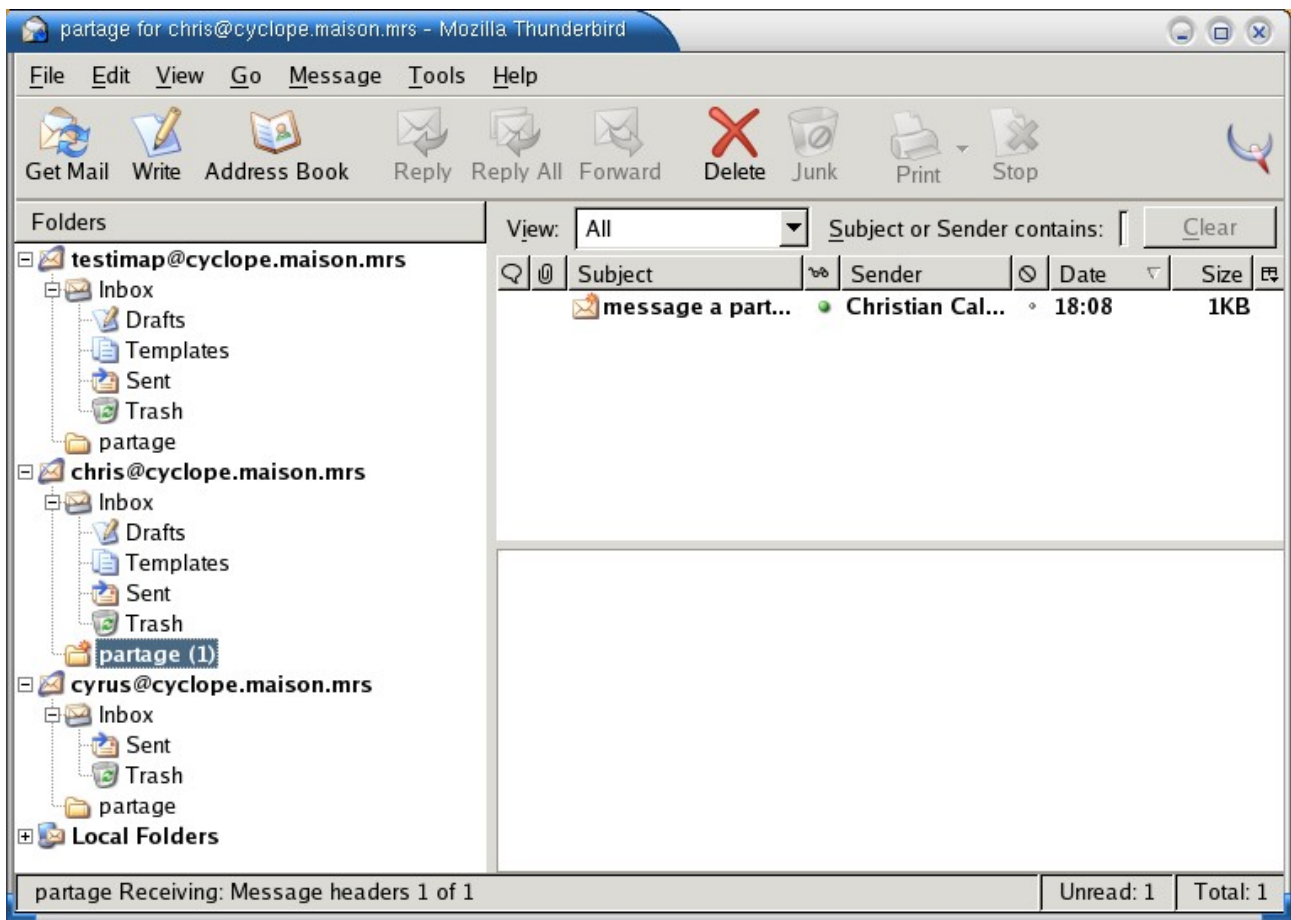 partage for chris@cyclope.maison.mrs - Mozilla Thunderbird
File Edit View Go Message Tools Help
Get Mail Write Address Book Reply Reply All Forward Delete Junk Print Stop
Folders
testimap@cyclope.maison.mrs
Inbox
Drafts
Templates
Sent
Trash
partage
chris@cyclope.maison.mrs
Inbox
Drafts
Templates
Sent
Trash
partage (1)
cyrus@cyclope.maison.mrs
Inbox
Sent
Trash
partage
Local Folders
View: All Subject or Sender contains: Clear
Subject Sender Date Size
message a part... Christian Cal... 18:08 1KB
partage Receiving: Message headers 1 of 1 Unread: 1 Total: 1